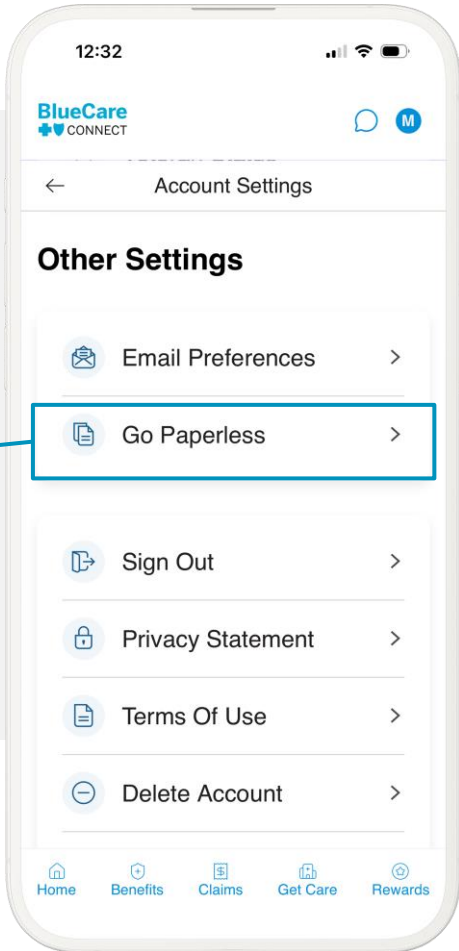 12:32
BlueCare
CONNECT
M
Account Settings
Other Settings
Email Preferences
Go Paperless
Sign Out
Privacy Statement
Terms Of Use
Delete Account
Home Benefits Claims Get Care Rewards